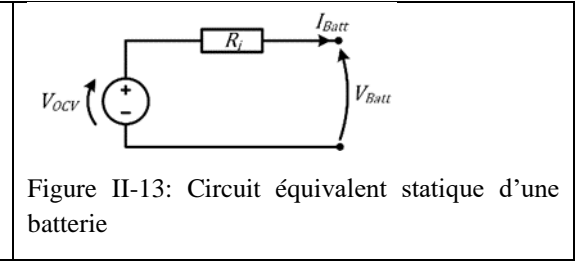 I_Batt
R_i
+
V_OCV
-
V_Batt
Figure II-13: Circuit équivalent statique d’une
batterie